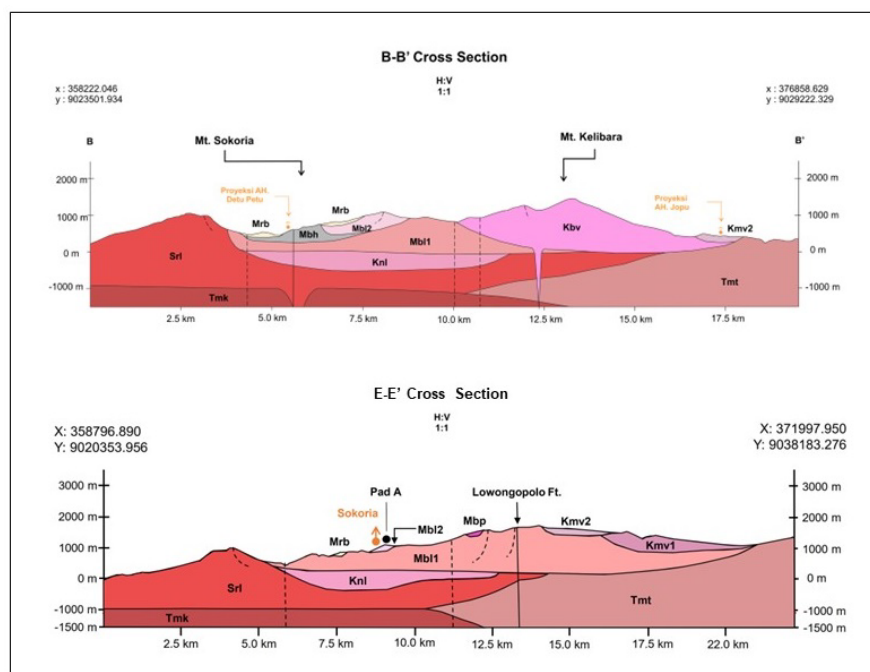 B-B' Cross Section
H:V
1:1
x : 358222.046
y : 9023501.934
x : 376858.629
y : 9029222.329
B
Mt. Sokoria
Mt. Kelibara
B'
2000 m
1000 m
0 m
-1000 m
Proyeksi AH.
Detu Petu
Proyeksi
AH. Jopu
Mrb
Mrb
Mbh
Mbl2
Mbl1
Kbv
Kmv2
Srl
Knl
Tmk
Tmt
2000 m
1000 m
0 m
-1000 m
2.5 km
5.0 km
7.5 km
10.0 km
12.5 km
15.0 km
17.5 km
E-E' Cross Section
H:V
1:1
X: 358796.890
Y: 9020353.956
X: 371997.950
Y: 9038183.276
3000 m
2000 m
1000 m
0 m
-1000 m
-1500 m
Pad A
Lowongopolo Ft.
Sokoria
Mbl2
Mbp
Kmv2
Mrb
Mbl1
Kmv1
Knl
Srl
Tmk
Tmt
3000 m
2000 m
1000 m
0 m
-1000 m
-1500 m
2.5 km
5.0 km
7.5 km
10.0 km
12.5 km
15.0 km
17.5 km
22.0 km